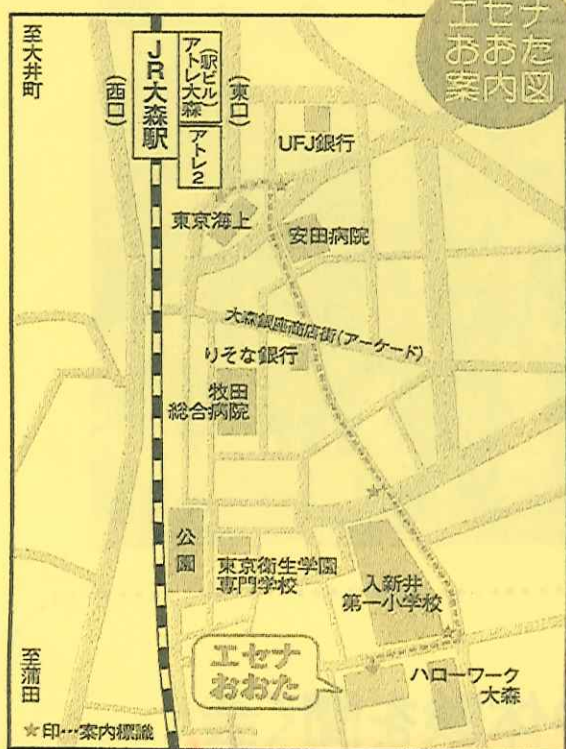 エセナ
おおた
案内図
至大井町
(西口)
JR大森駅
(駅ビル)
アトレ大森
アトレ2
(東口)
UFJ銀行
東京海上
安田病院
大森銀座商店街(アーケード)
りそな銀行
牧田
総合病院
公園
東京衛生学園
専門学校
入新井
第一小学校
エセナ
おおた
ハローワーク
大森
至蒲田
☆印…案内標識